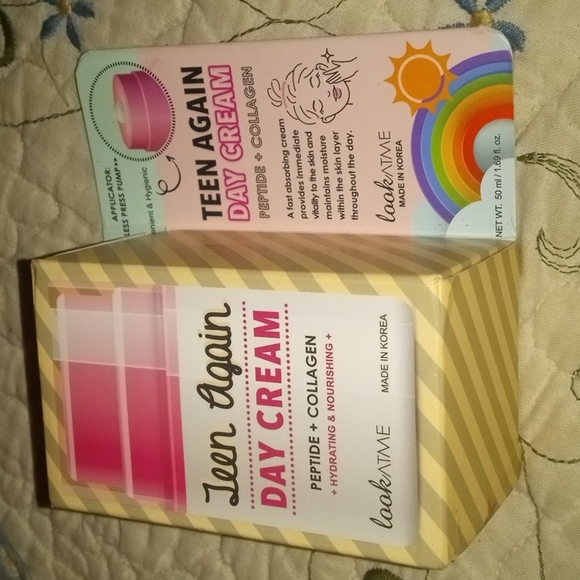 APPLICATOR:
LESS PRESS PUMP>>
& Hygienic
TEEN AGAIN
DAY CREAM
PEPTIDE + COLLAGEN
A fast absorbing cream
provides immediate
vitality to the skin and
maintains moisture
within the skin layer
throughout the day.
lookATME
MADE IN KOREA
NET WT. 50 ml / 1.69 fl. oz.
Teen Again
DAY CREAM
PEPTIDE + COLLAGEN
+ HYDRATING & NOURISHING +
lookATME
MADE IN KOREA